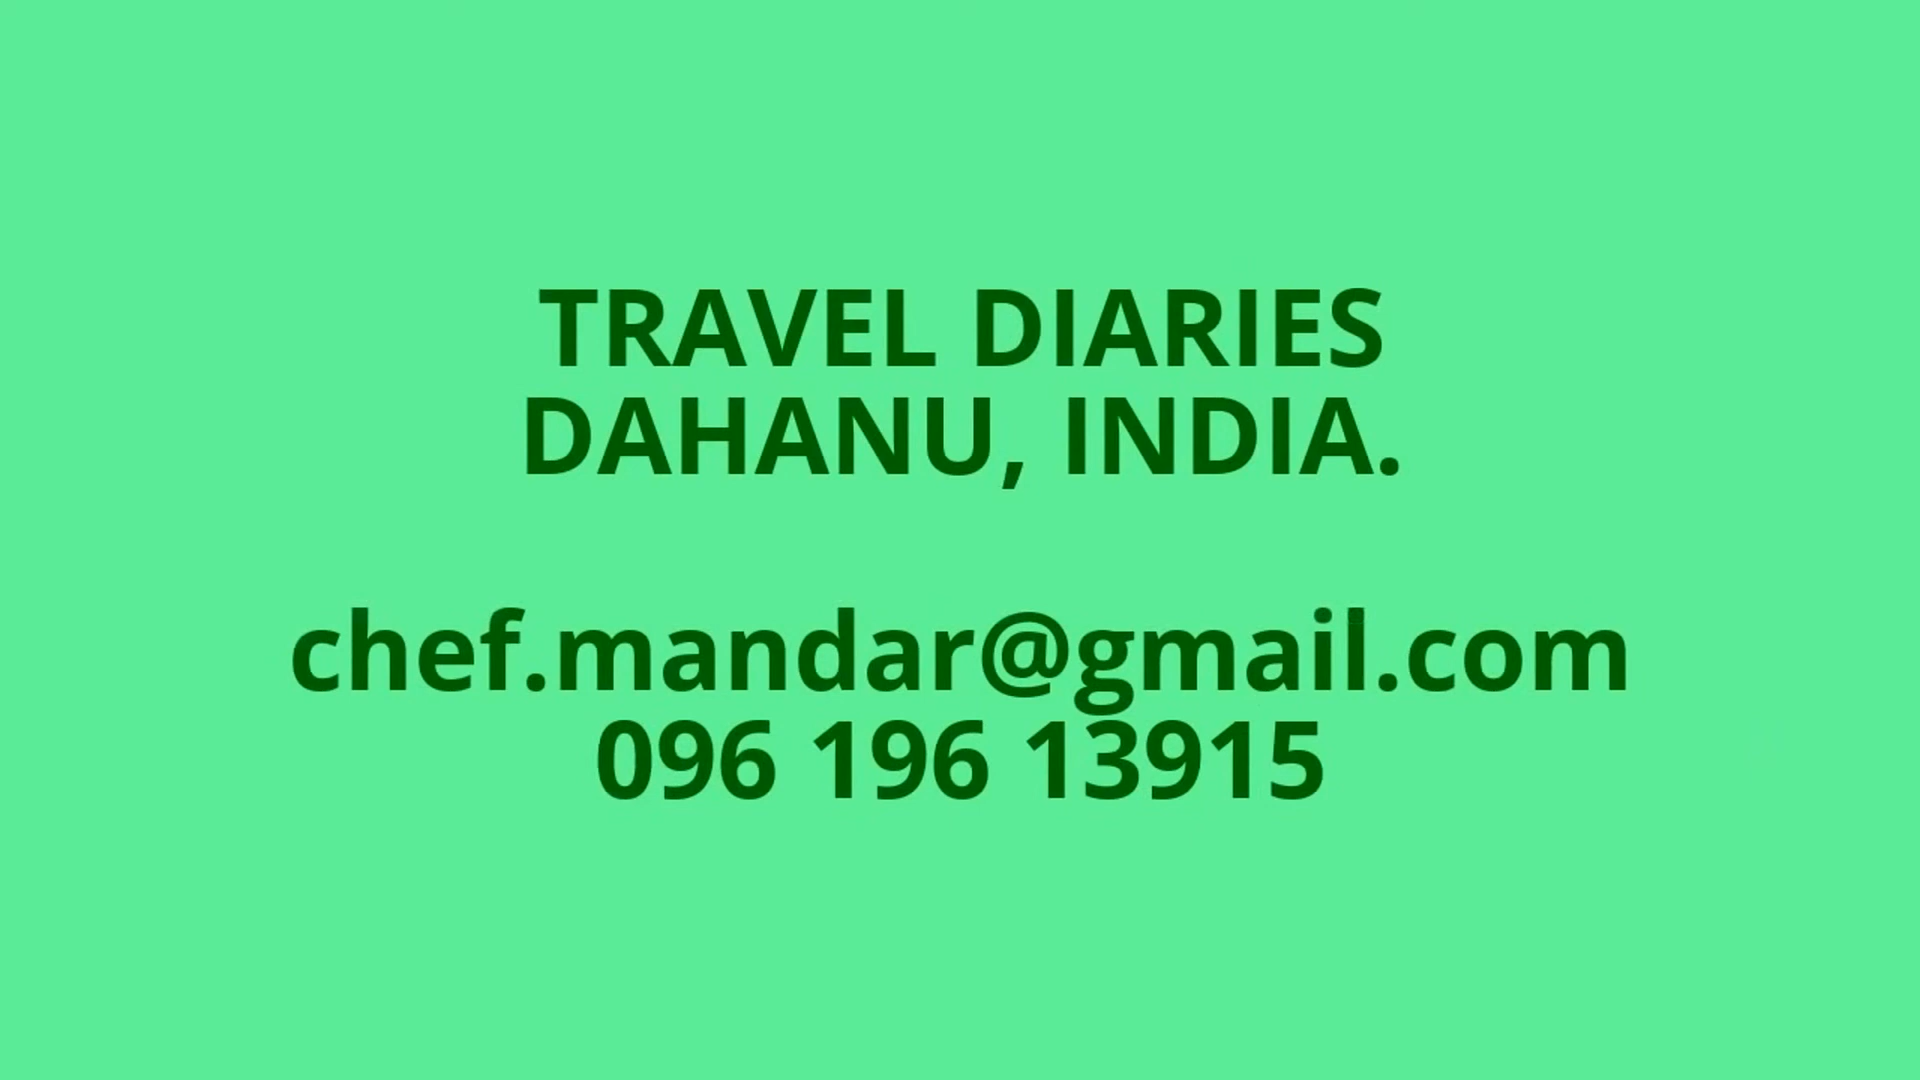 TRAVEL DIARIES
DAHANU, INDIA.
chef.mandar@gmail.com
096 196 13915